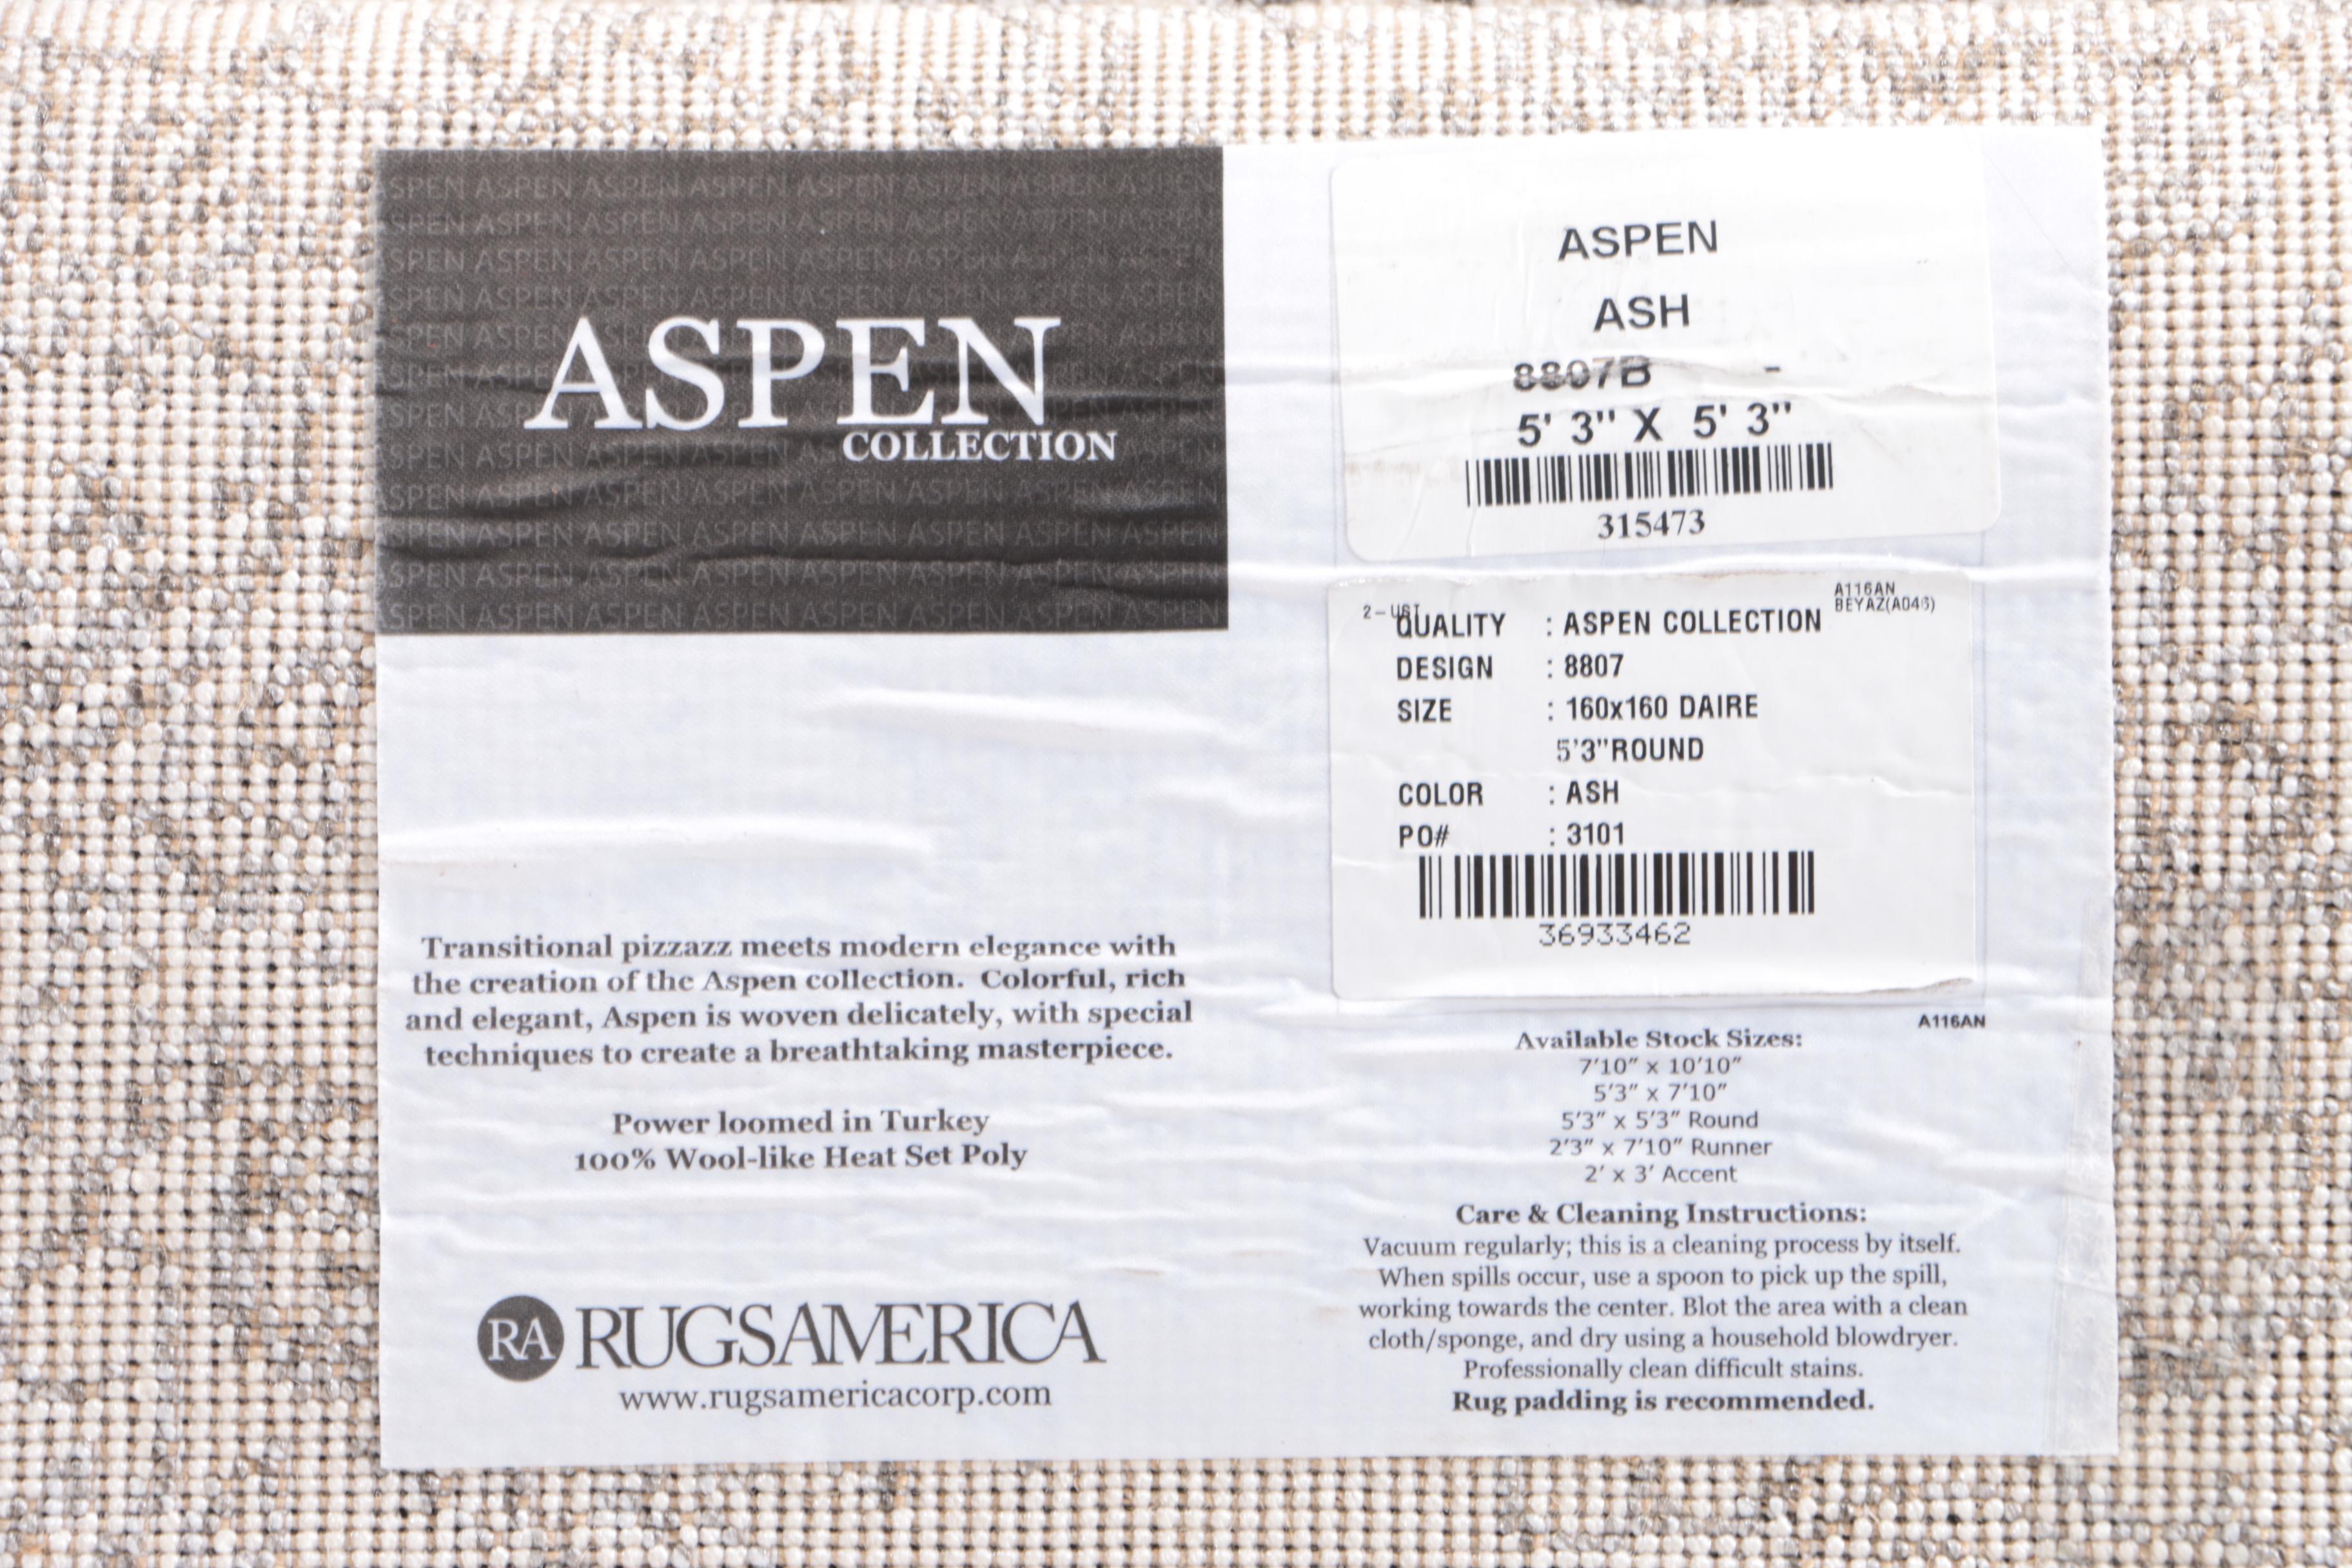 ASPEN
COLLECTION
Transitional pizzazz meets modern elegance with
the creation of the Aspen collection. Colorful, rich
and elegant, Aspen is woven delicately, with special
techniques to create a breathtaking masterpiece.
Power loomed in Turkey
100% Wool-like Heat Set Poly
RA RUGSAMERICA
www.rugsamericacorp.com
ASPEN
ASH
8807B -
5' 3" X 5' 3"
315473
A116AN
2-UST BEYAZ(A046)
QUALITY : ASPEN COLLECTION
DESIGN : 8807
SIZE : 160x160 DAIRE
5'3"ROUND
COLOR : ASH
PO# : 3101
36933462
A116AN
Available Stock Sizes:
7'10" x 10'10"
5'3" x 7'10"
5'3" x 5'3" Round
2'3" x 7'10" Runner
2' x 3' Accent
Care & Cleaning Instructions:
Vacuum regularly; this is a cleaning process by itself.
When spills occur, use a spoon to pick up the spill,
working towards the center. Blot the area with a clean
cloth/sponge, and dry using a household blowdryer.
Professionally clean difficult stains.
Rug padding is recommended.